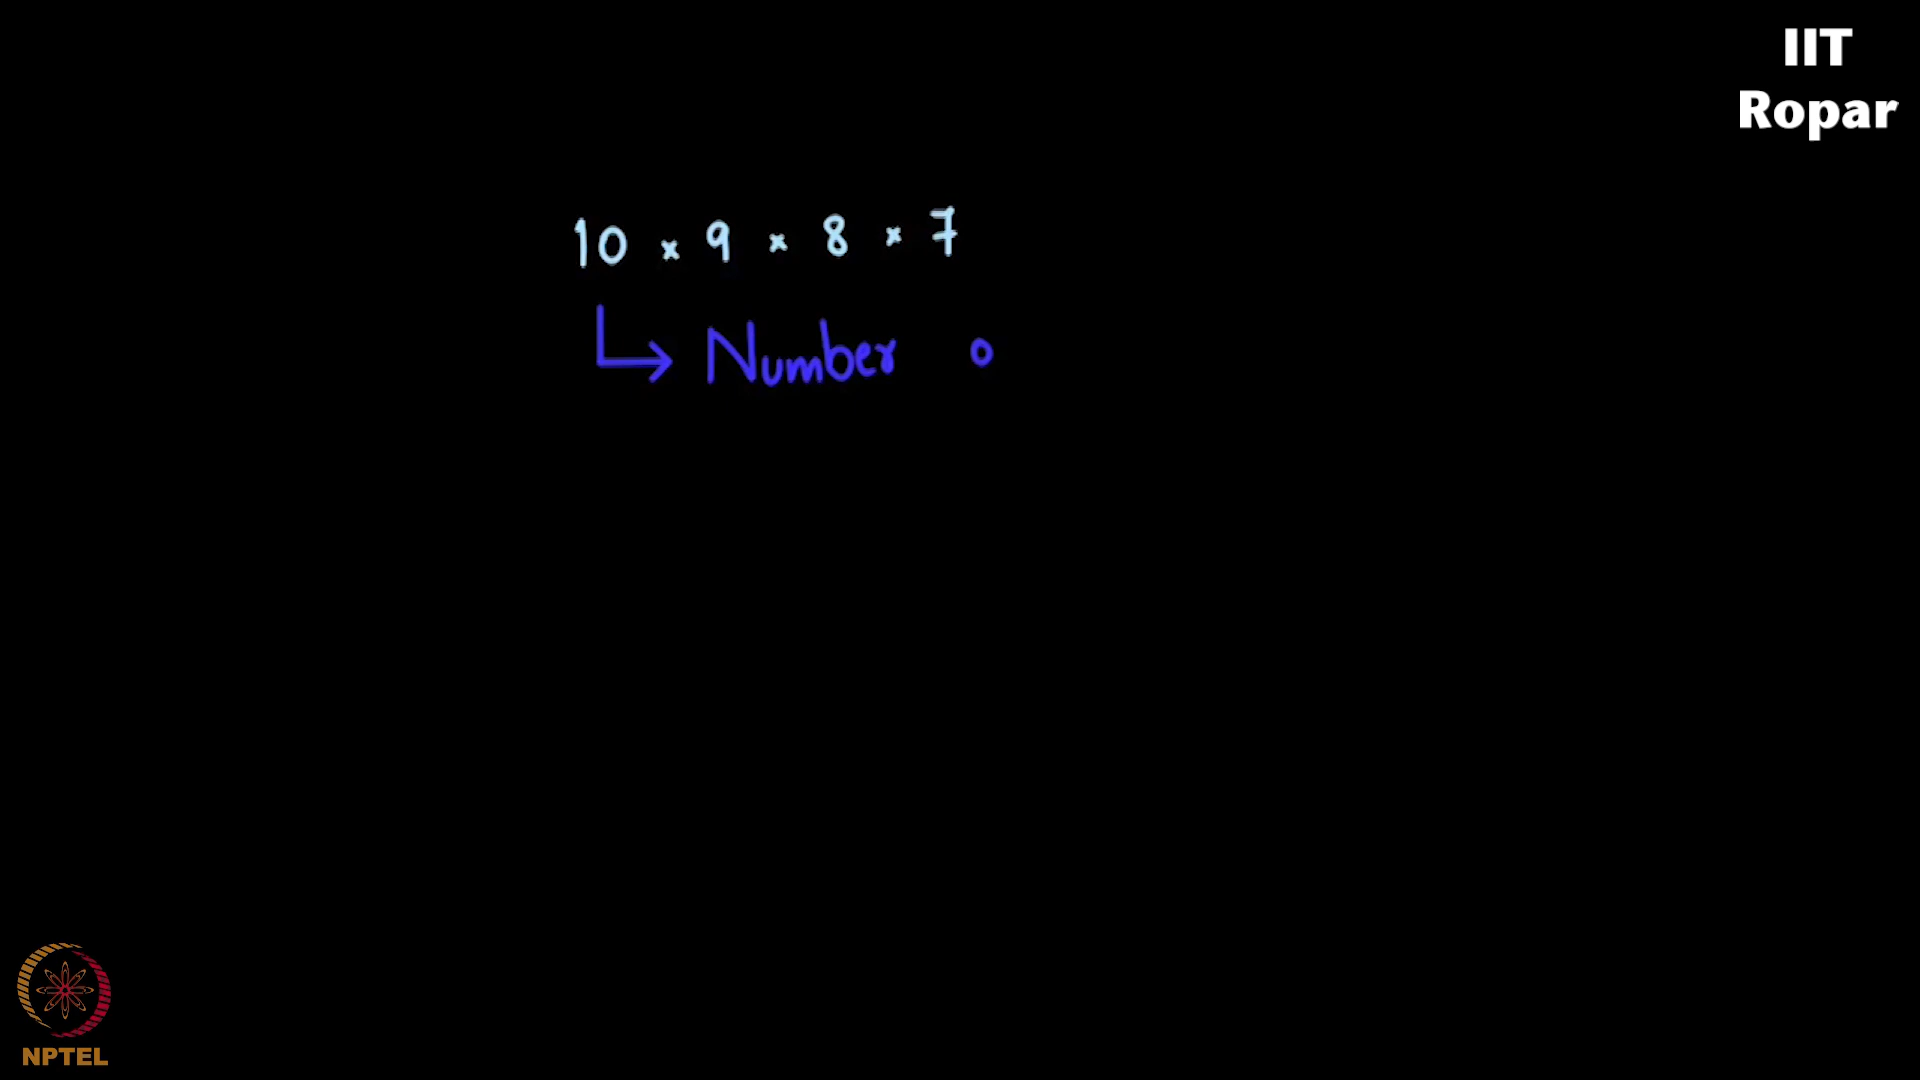 IIT
Ropar
10 × 9 × 8 × 7
↳ Number o
NPTEL